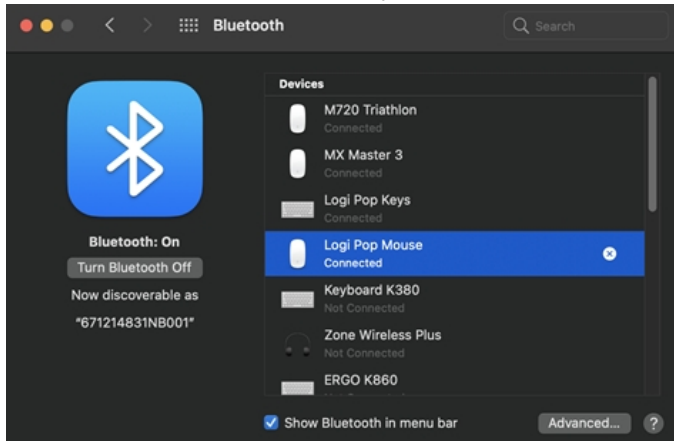 Bluetooth
Search
Bluetooth: On
Turn Bluetooth Off
Now discoverable as
"671214831NB001"
Devices
M720 Triathlon
Connected
MX Master 3
Connected
Logi Pop Keys
Connected
Logi Pop Mouse
Connected
Keyboard K380
Not Connected
Zone Wireless Plus
Not Connected
ERGO K860
Show Bluetooth in menu bar
Advanced...
?